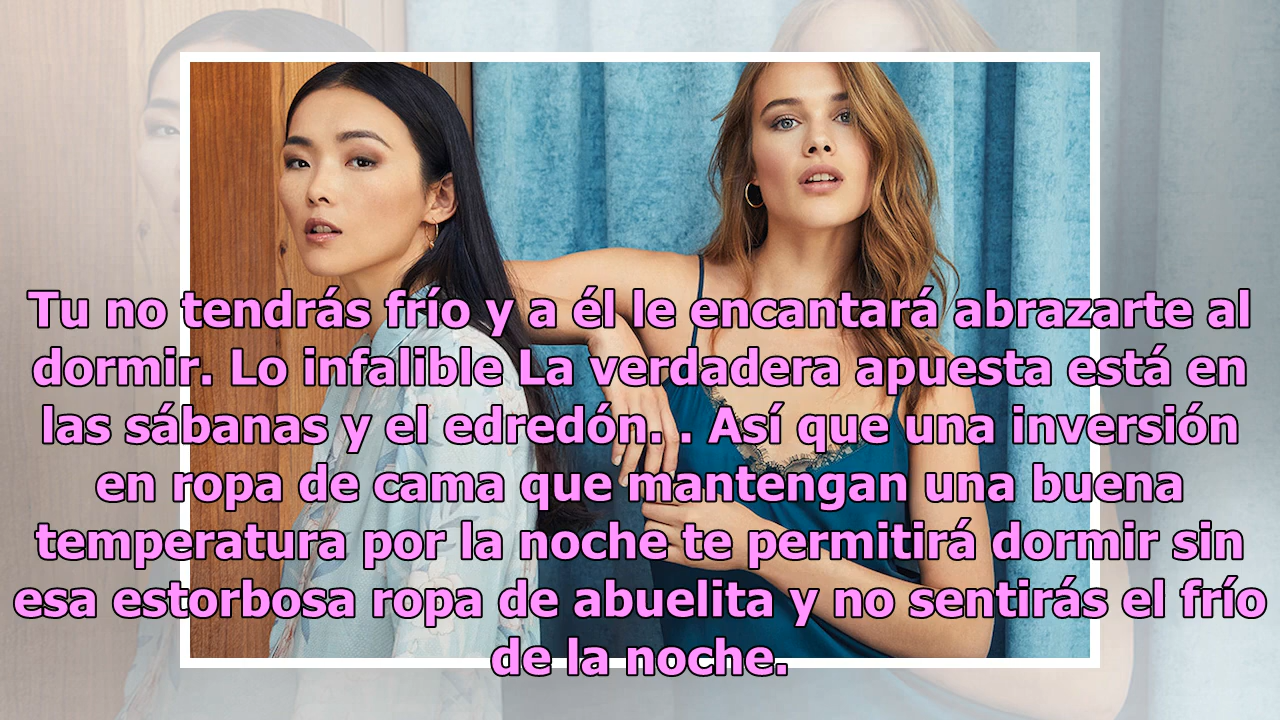 Tu no tendrás frío y a él le encantará abrazarte al
dormir. Lo infalible La verdadera apuesta está en
las sábanas y el edredón. . Así que una inversión
en ropa de cama que mantengan una buena
temperatura por la noche te permitirá dormir sin
esa estorbosa ropa de abuelita y no sentirás el frío
de la noche.